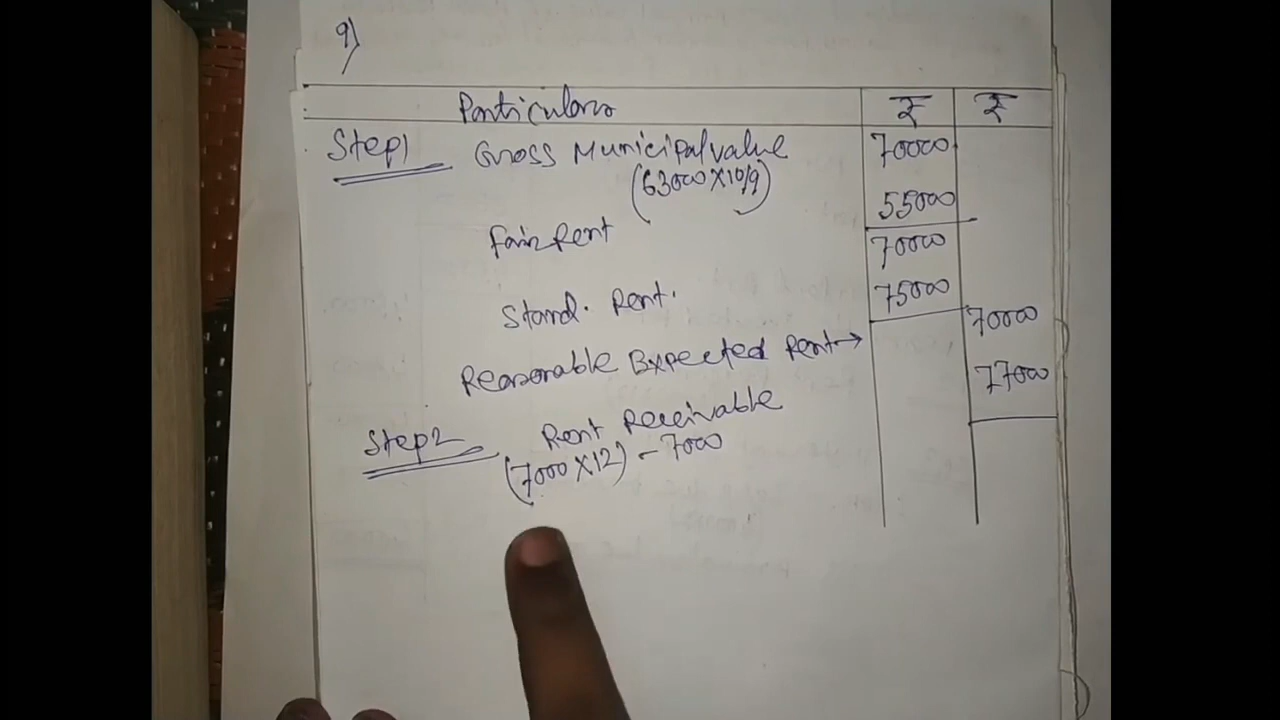 9)
Particulars ₹ ₹
Step1 Gross Municipal value 70000
(63000 X 10/9)
55000
Fair Rent 70000
Stand. Rent. 75000
70000
Reasonable Expected Rent→
77000
Step2 Rent Receivable
(7000 X 12) - 7000